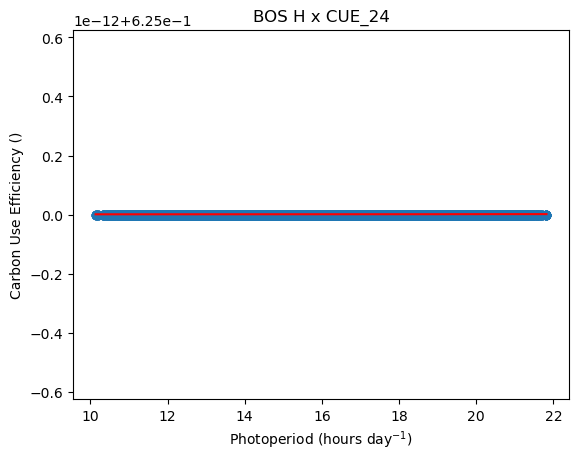 BOS H x CUE_24
1e−12+6.25e−1
0.6
0.4
0.2
0.0
−0.2
−0.4
−0.6
Carbon Use Efficiency ()
10 12 14 16 18 20 22
Photoperiod (hours day⁻¹)